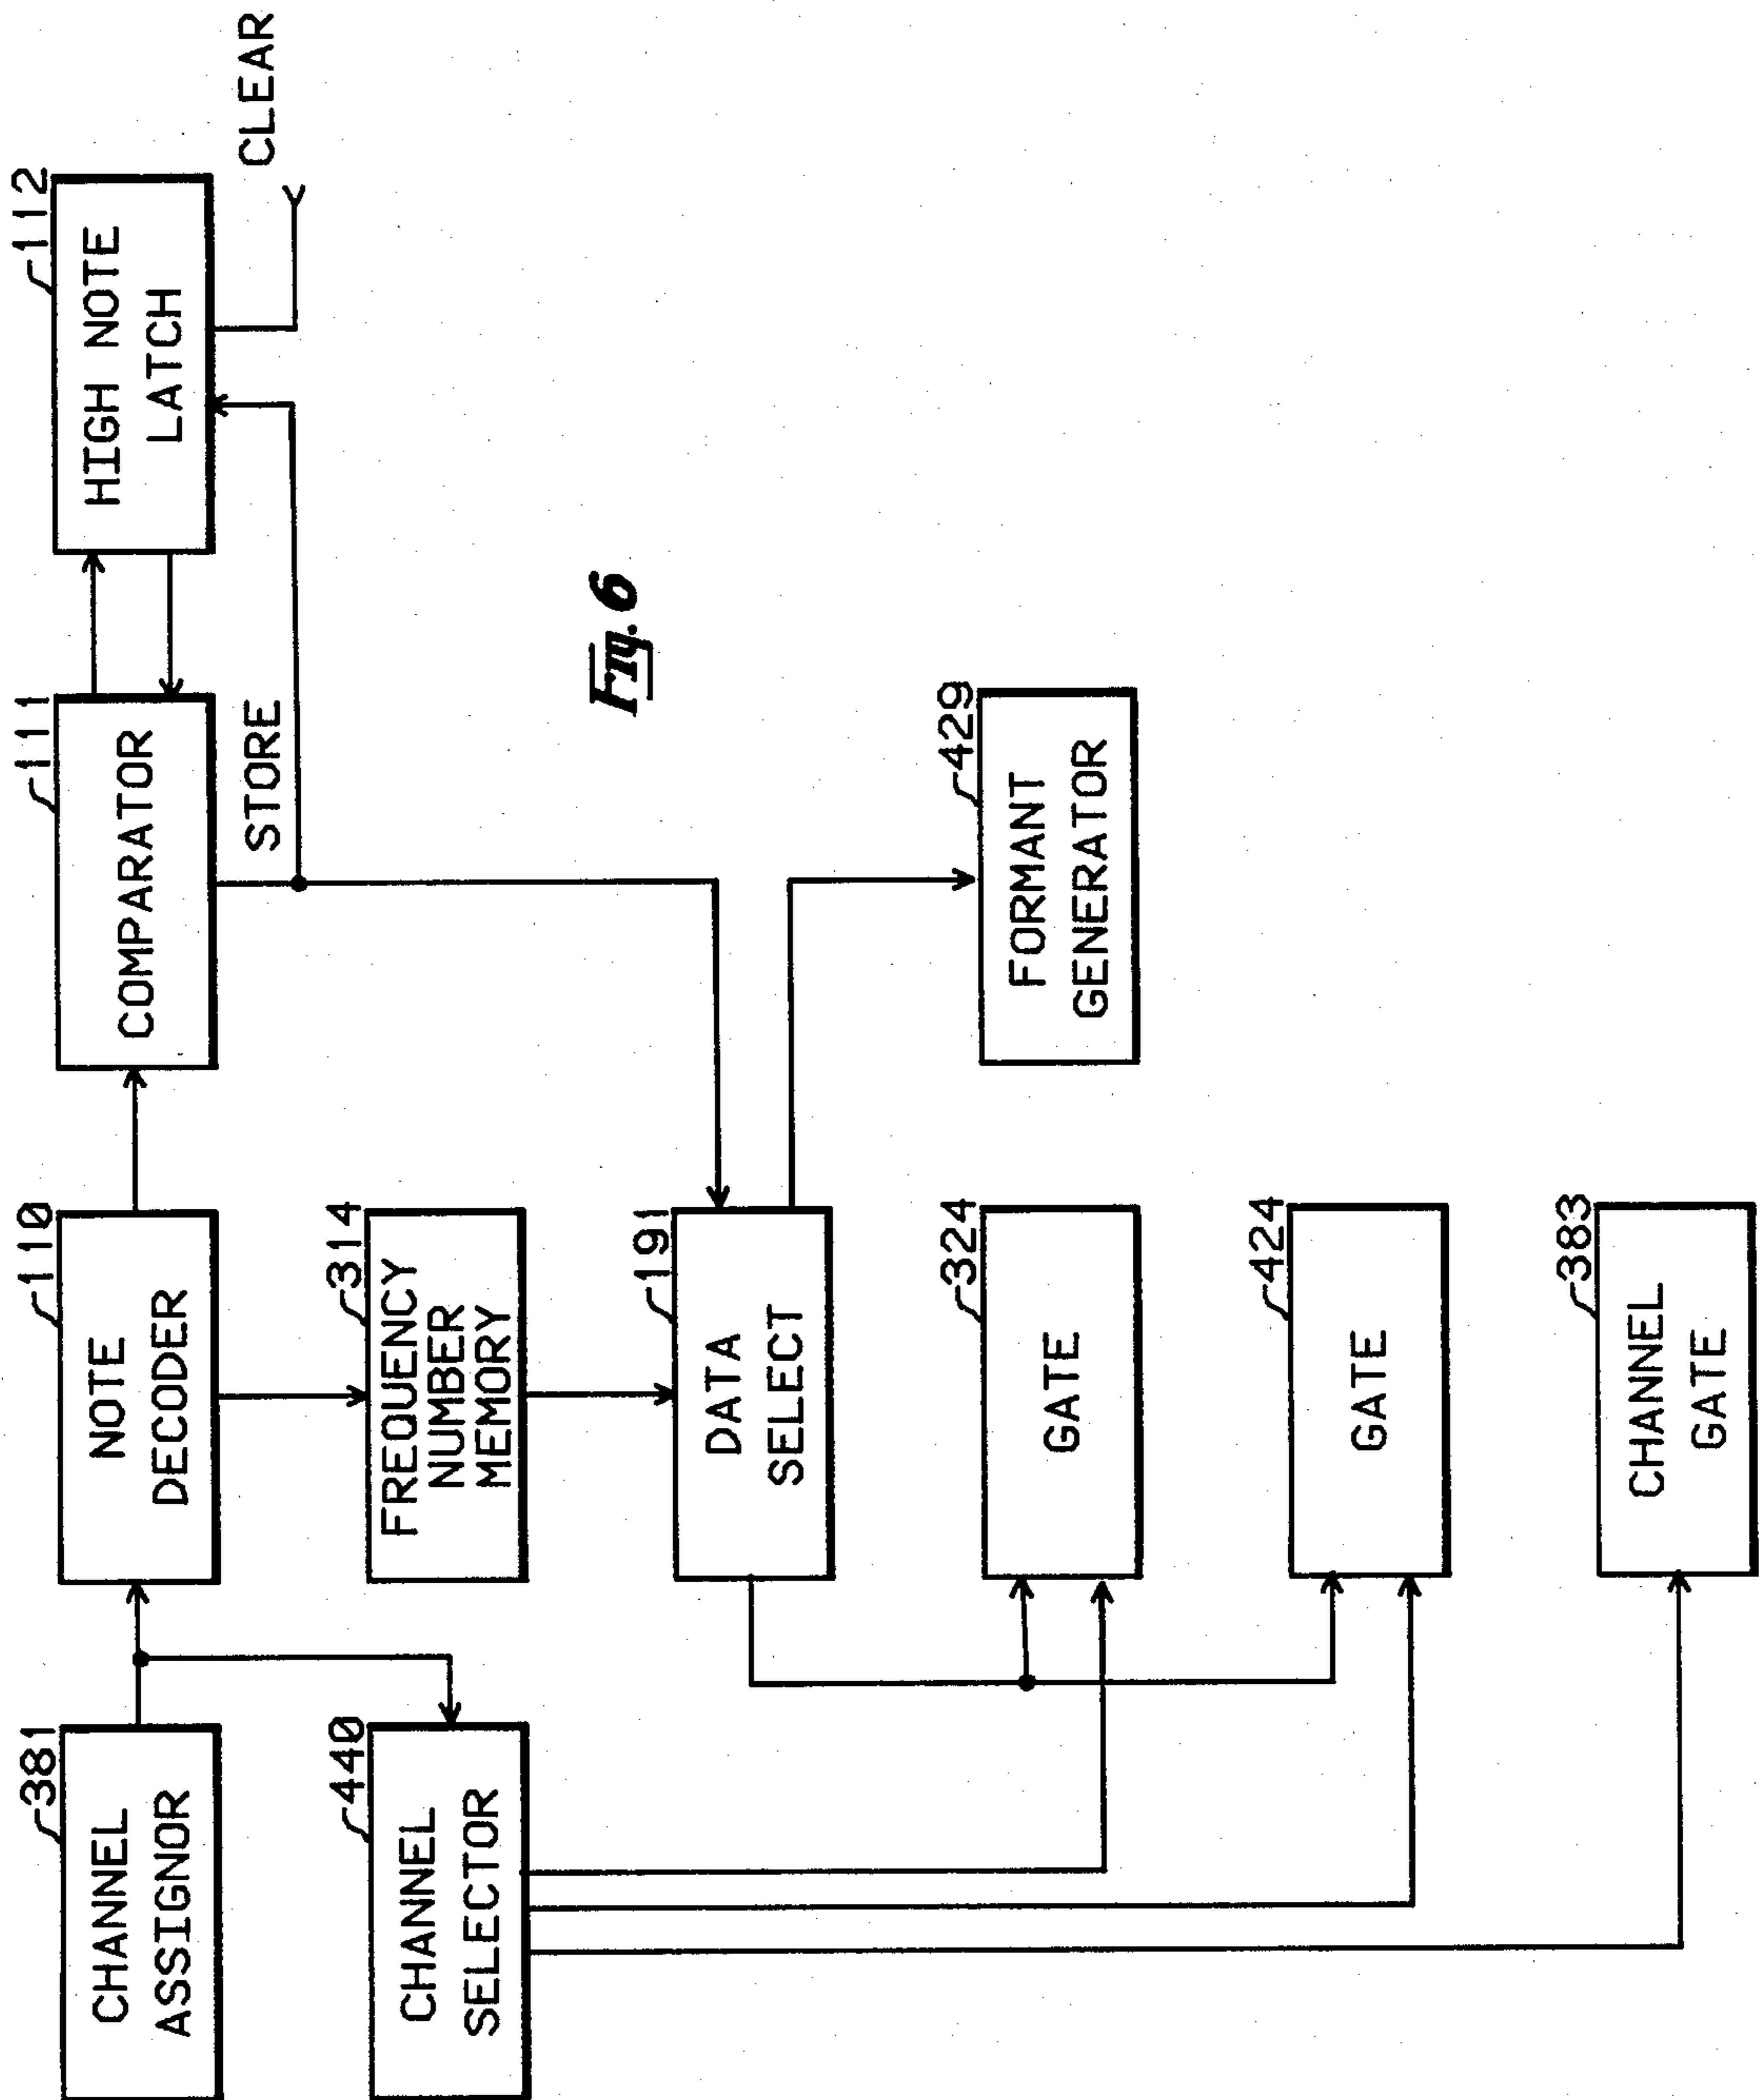 381
CHANNEL
ASSIGNOR
110
NOTE
DECODER
111
COMPARATOR
112
HIGH NOTE
LATCH
STORE
CLEAR
440
CHANNEL
SELECTOR
314
FREQUENCY
NUMBER
MEMORY
191
DATA
SELECT
Fig. 6
324
GATE
429
FORMANT
GENERATOR
424
GATE
383
CHANNEL
GATE